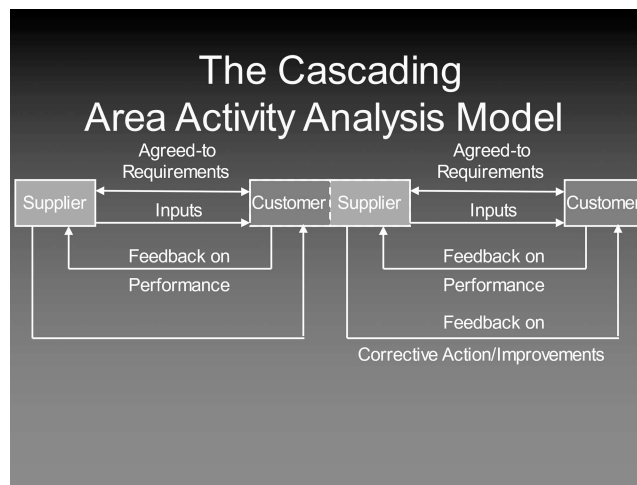 The Cascading
Area Activity Analysis Model
Agreed-to
Requirements
Agreed-to
Requirements
Supplier
Customer
Supplier
Customer
Inputs
Inputs
Feedback on
Performance
Feedback on
Performance
Feedback on
Corrective Action/Improvements